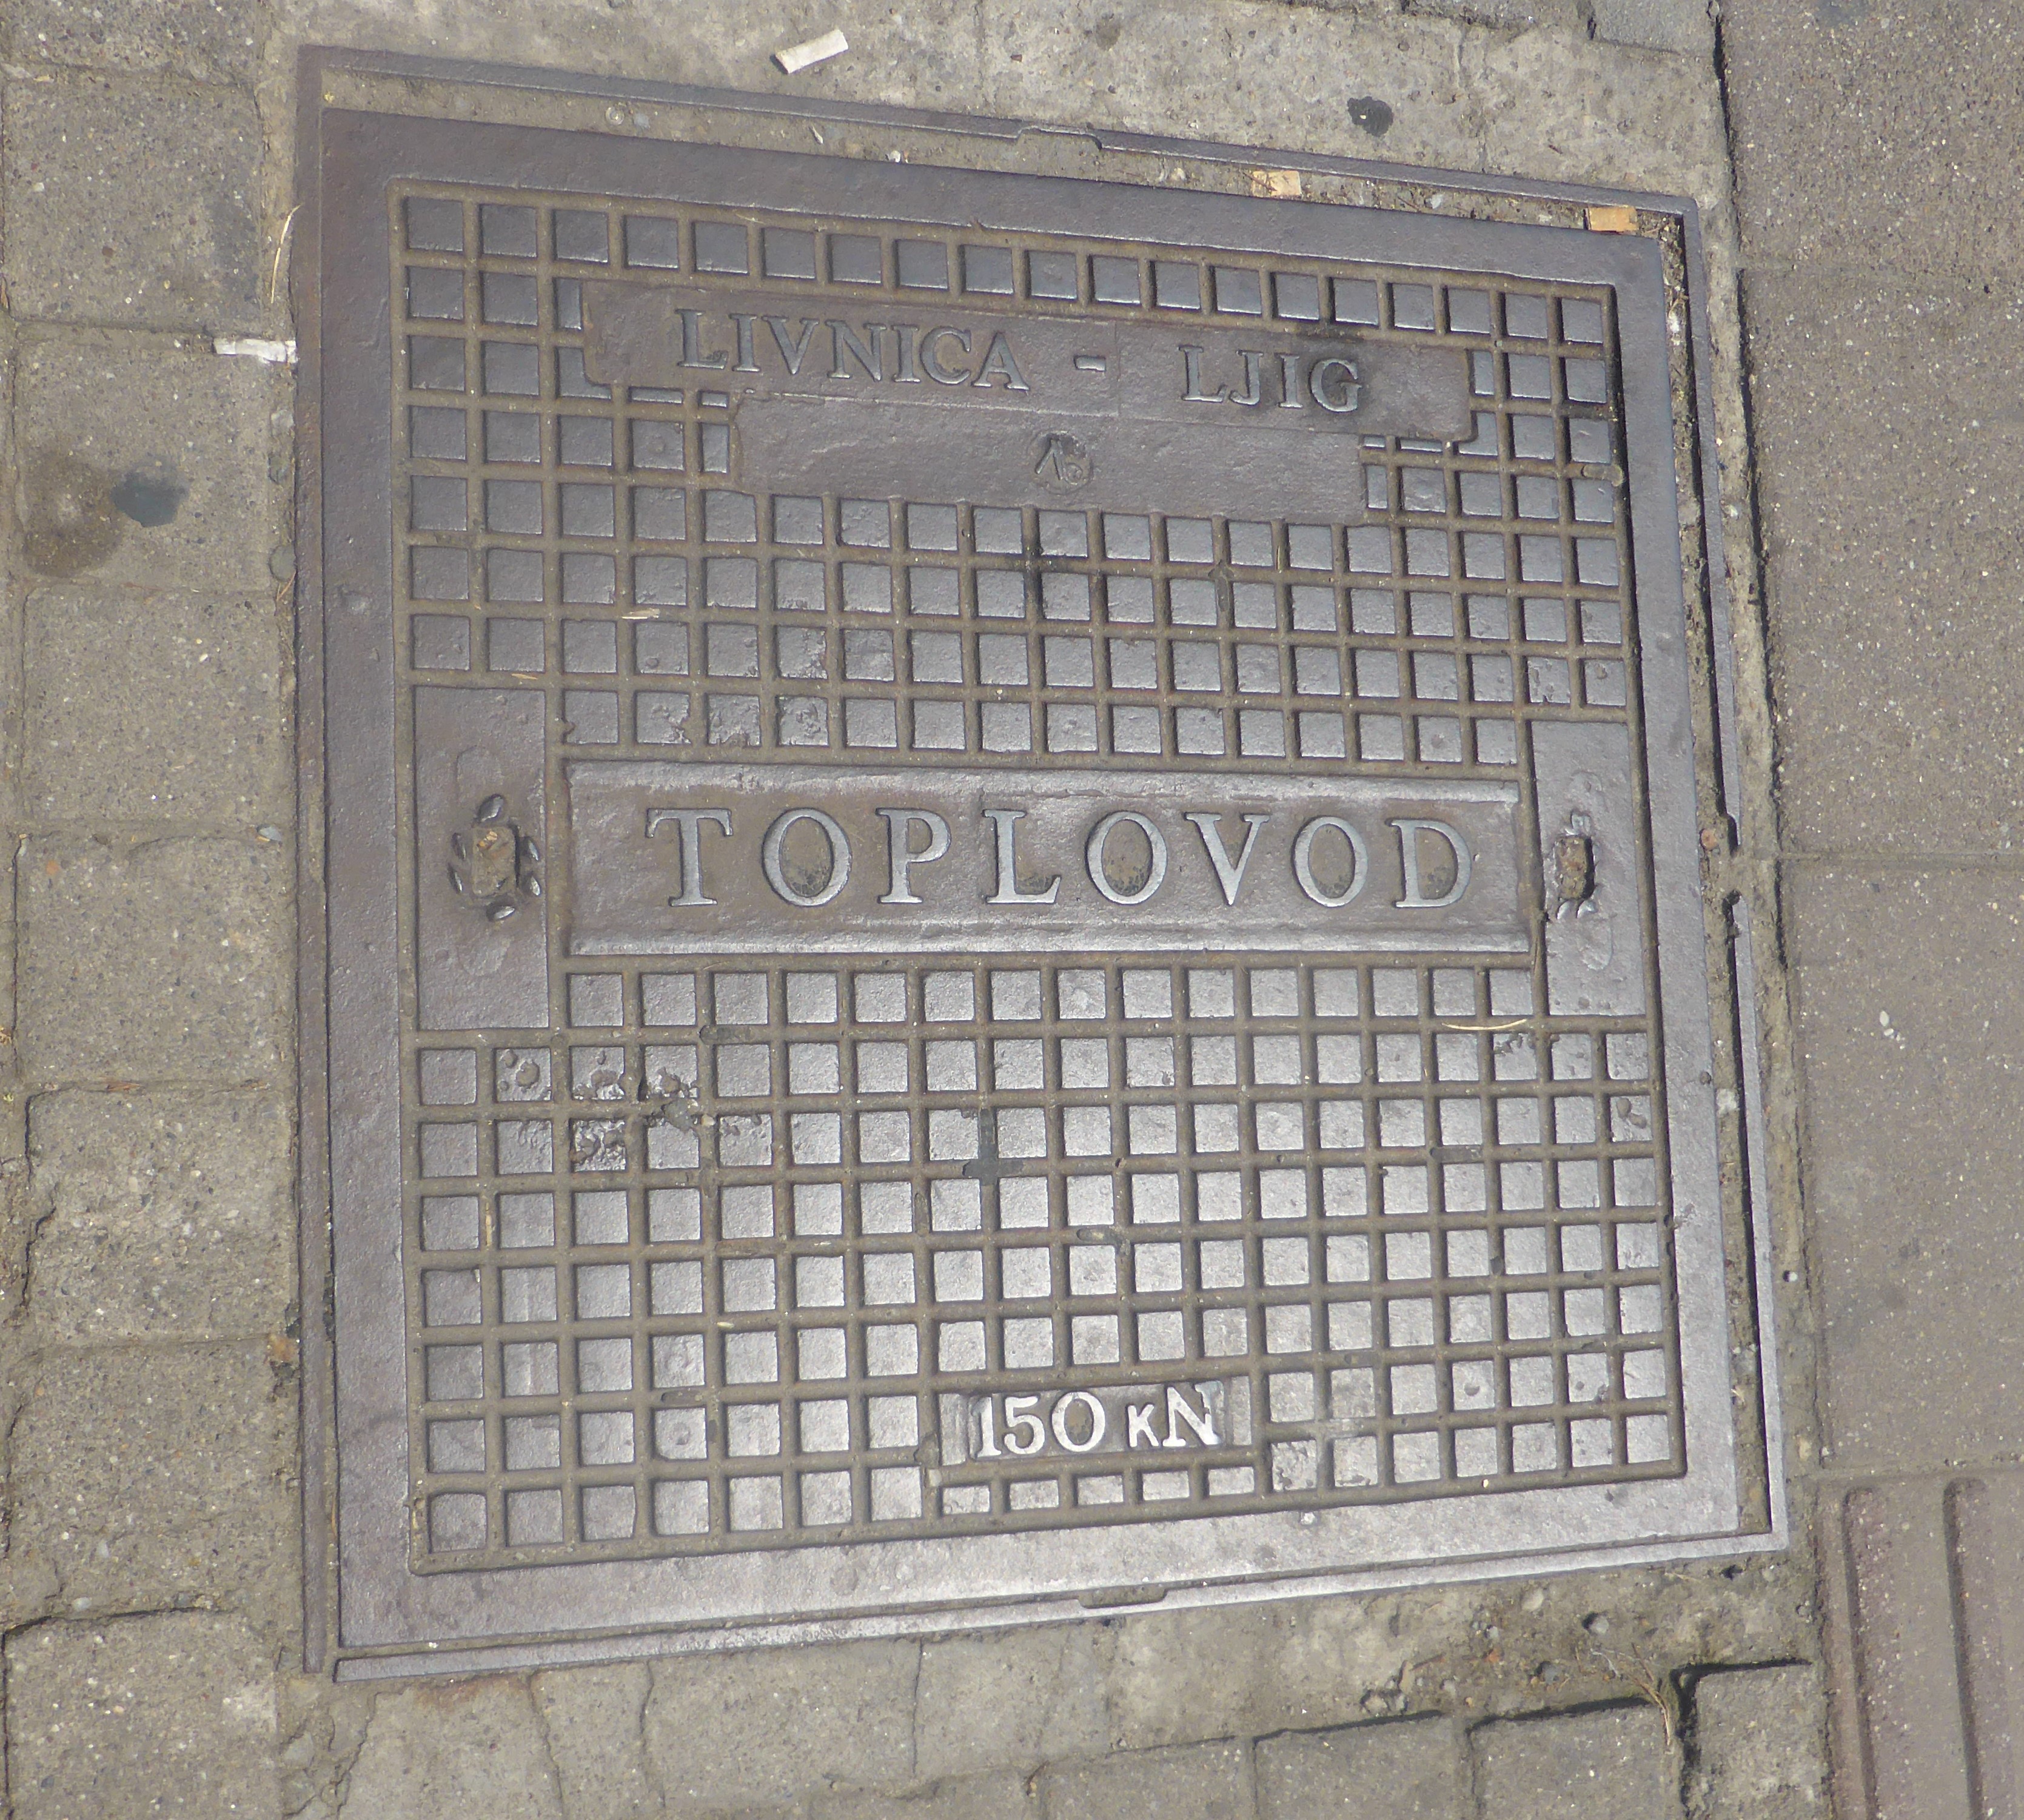 LIVNICA - LJIG
TOPLOVOD
150 KN